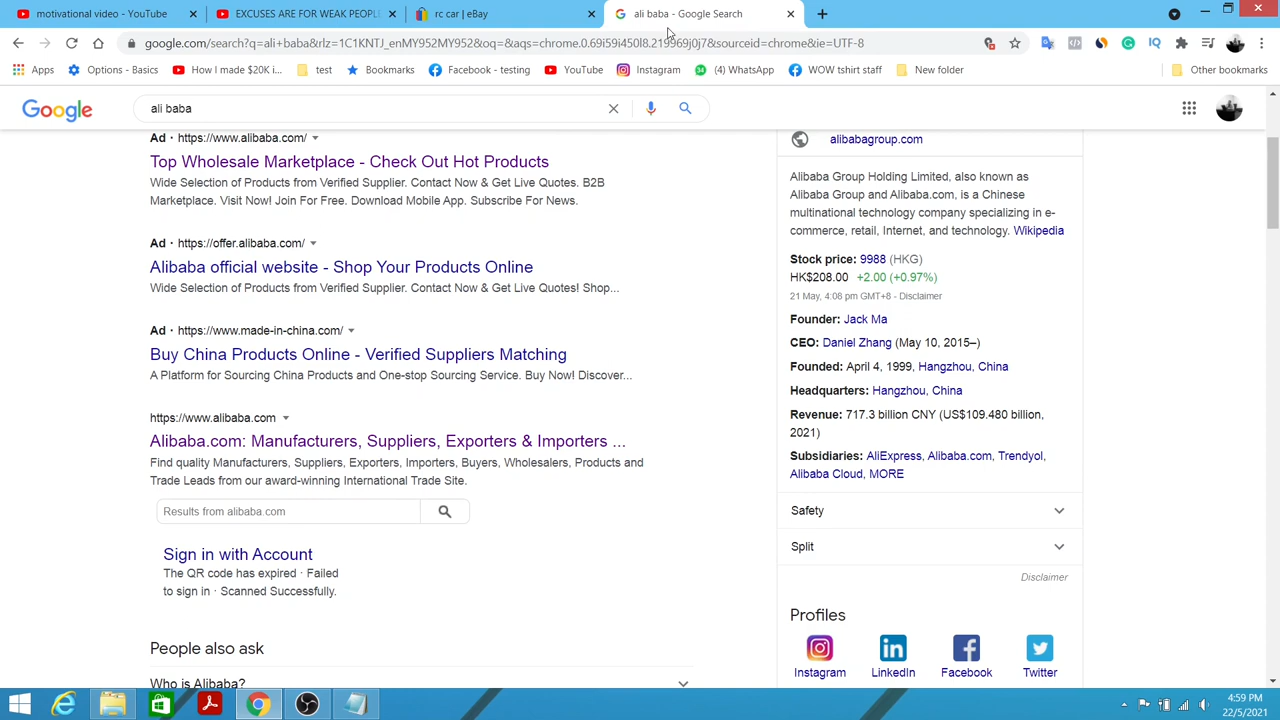 motivational video - YouTube
EXCUSES ARE FOR WEAK PEOPL
rc car | eBay
ali baba - Google Search
google.com/search?q=ali+baba&rlz=1C1KNTJ_enMY952MY952&oq=&aqs=chrome.0.69i59i450l8.219969j0j7&sourceid=chrome&ie=UTF-8
Apps
Options - Basics
How I made $20K i...
test
Bookmarks
Facebook - testing
YouTube
Instagram
(4) WhatsApp
WOW tshirt staff
New folder
Other bookmarks
Google
ali baba
Ad · https://www.alibaba.com/
Top Wholesale Marketplace - Check Out Hot Products
Wide Selection of Products from Verified Supplier. Contact Now & Get Live Quotes. B2B
Marketplace. Visit Now! Join For Free. Download Mobile App. Subscribe For News.
Ad · https://offer.alibaba.com/
Alibaba official website - Shop Your Products Online
Wide Selection of Products from Verified Supplier. Contact Now & Get Live Quotes! Shop...
Ad · https://www.made-in-china.com/
Buy China Products Online - Verified Suppliers Matching
A Platform for Sourcing China Products and One-stop Sourcing Service. Buy Now! Discover...
https://www.alibaba.com
Alibaba.com: Manufacturers, Suppliers, Exporters & Importers ...
Find quality Manufacturers, Suppliers, Exporters, Importers, Buyers, Wholesalers, Products and
Trade Leads from our award-winning International Trade Site.
Results from alibaba.com
Sign in with Account
The QR code has expired · Failed
to sign in · Scanned Successfully.
People also ask
Who is Alibaba?
alibabagroup.com
Alibaba Group Holding Limited, also known as
Alibaba Group and Alibaba.com, is a Chinese
multinational technology company specializing in e-
commerce, retail, Internet, and technology. Wikipedia
Stock price: 9988 (HKG)
HK$208.00 +2.00 (+0.97%)
21 May, 4:08 pm GMT+8 - Disclaimer
Founder: Jack Ma
CEO: Daniel Zhang (May 10, 2015–)
Founded: April 4, 1999, Hangzhou, China
Headquarters: Hangzhou, China
Revenue: 717.3 billion CNY (US$109.480 billion,
2021)
Subsidiaries: AliExpress, Alibaba.com, Trendyol,
Alibaba Cloud, MORE
Safety
Split
Disclaimer
Profiles
Instagram
LinkedIn
Facebook
Twitter
4:59 PM
22/5/2021